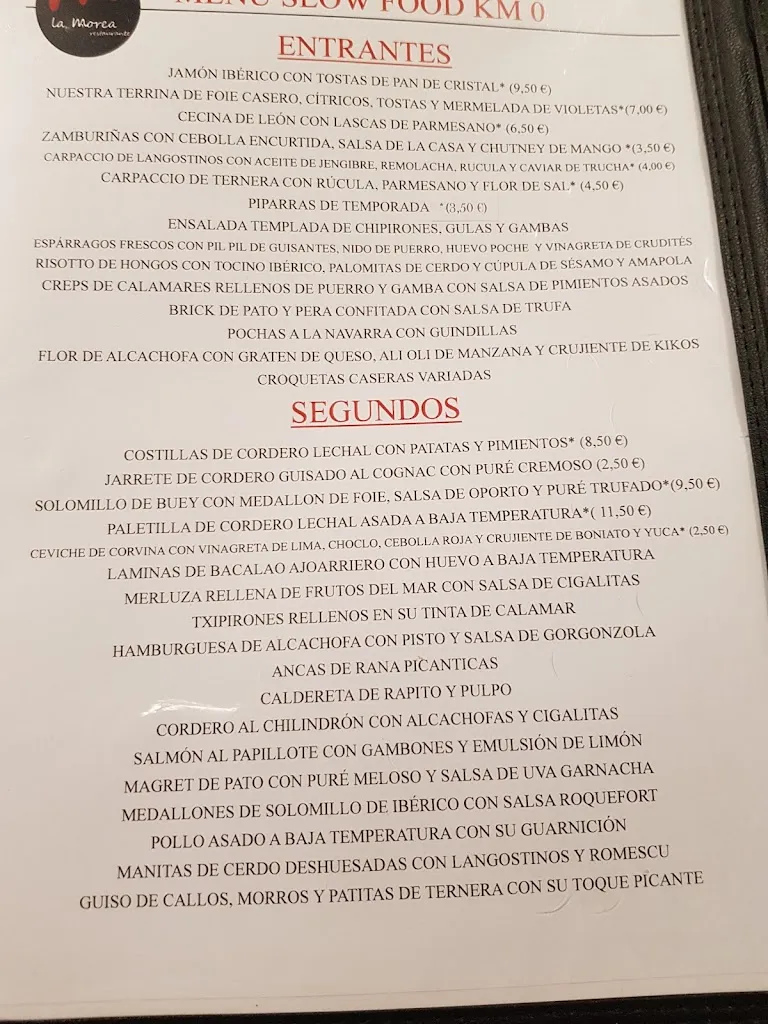 la Morea
restaurante
MENÚ SLOW FOOD KM 0
ENTRANTES
JAMÓN IBÉRICO CON TOSTAS DE PAN DE CRISTAL* (9,50 €)
NUESTRA TERRINA DE FOIE CASERO, CÍTRICOS, TOSTAS Y MERMELADA DE VIOLETAS*(7,00 €)
CECINA DE LEÓN CON LASCAS DE PARMESANO* (6,50 €)
ZAMBURIÑAS CON CEBOLLA ENCURTIDA, SALSA DE LA CASA Y CHUTNEY DE MANGO *(3,50 €)
CARPACCIO DE LANGOSTINOS CON ACEITE DE JENGIBRE, REMOLACHA, RUCULA Y CAVIAR DE TRUCHA* (4,00 €)
CARPACCIO DE TERNERA CON RÚCULA, PARMESANO Y FLOR DE SAL* (4,50 €)
PIPARRAS DE TEMPORADA *(3,50 €)
ENSALADA TEMPLADA DE CHIPIRONES, GULAS Y GAMBAS
ESPÁRRAGOS FRESCOS CON PIL PIL DE GUISANTES, NIDO DE PUERRO, HUEVO POCHE Y VINAGRETA DE CRUDITÉS
RISOTTO DE HONGOS CON TOCINO IBÉRICO, PALOMITAS DE CERDO Y CÚPULA DE SÉSAMO Y AMAPOLA
CREPS DE CALAMARES RELLENOS DE PUERRO Y GAMBA CON SALSA DE PIMIENTOS ASADOS
BRICK DE PATO Y PERA CONFITADA CON SALSA DE TRUFA
POCHAS A LA NAVARRA CON GUINDILLAS
FLOR DE ALCACHOFA CON GRATEN DE QUESO, ALI OLI DE MANZANA Y CRUJIENTE DE KIKOS
CROQUETAS CASERAS VARIADAS
SEGUNDOS
COSTILLAS DE CORDERO LECHAL CON PATATAS Y PIMIENTOS* (8,50 €)
JARRETE DE CORDERO GUISADO AL COGNAC CON PURÉ CREMOSO (2,50 €)
SOLOMILLO DE BUEY CON MEDALLON DE FOIE, SALSA DE OPORTO Y PURÉ TRUFADO*(9,50 €)
PALETILLA DE CORDERO LECHAL ASADA A BAJA TEMPERATURA*( 11,50 €)
CEVICHE DE CORVINA CON VINAGRETA DE LIMA, CHOCLO, CEBOLLA ROJA Y CRUJIENTE DE BONIATO Y YUCA* (2,50 €)
LAMINAS DE BACALAO AJOARRIERO CON HUEVO A BAJA TEMPERATURA
MERLUZA RELLENA DE FRUTOS DEL MAR CON SALSA DE CIGALITAS
TXIPIRONES RELLENOS EN SU TINTA DE CALAMAR
HAMBURGUESA DE ALCACHOFA CON PISTO Y SALSA DE GORGONZOLA
ANCAS DE RANA PICANTICAS
CALDERETA DE RAPITO Y PULPO
CORDERO AL CHILINDRÓN CON ALCACHOFAS Y CIGALITAS
SALMÓN AL PAPILLOTE CON GAMBONES Y EMULSIÓN DE LIMÓN
MAGRET DE PATO CON PURÉ MELOSO Y SALSA DE UVA GARNACHA
MEDALLONES DE SOLOMILLO DE IBÉRICO CON SALSA ROQUEFORT
POLLO ASADO A BAJA TEMPERATURA CON SU GUARNICIÓN
MANITAS DE CERDO DESHUESADAS CON LANGOSTINOS Y ROMESCU
GUISO DE CALLOS, MORROS Y PATITAS DE TERNERA CON SU TOQUE PICANTE